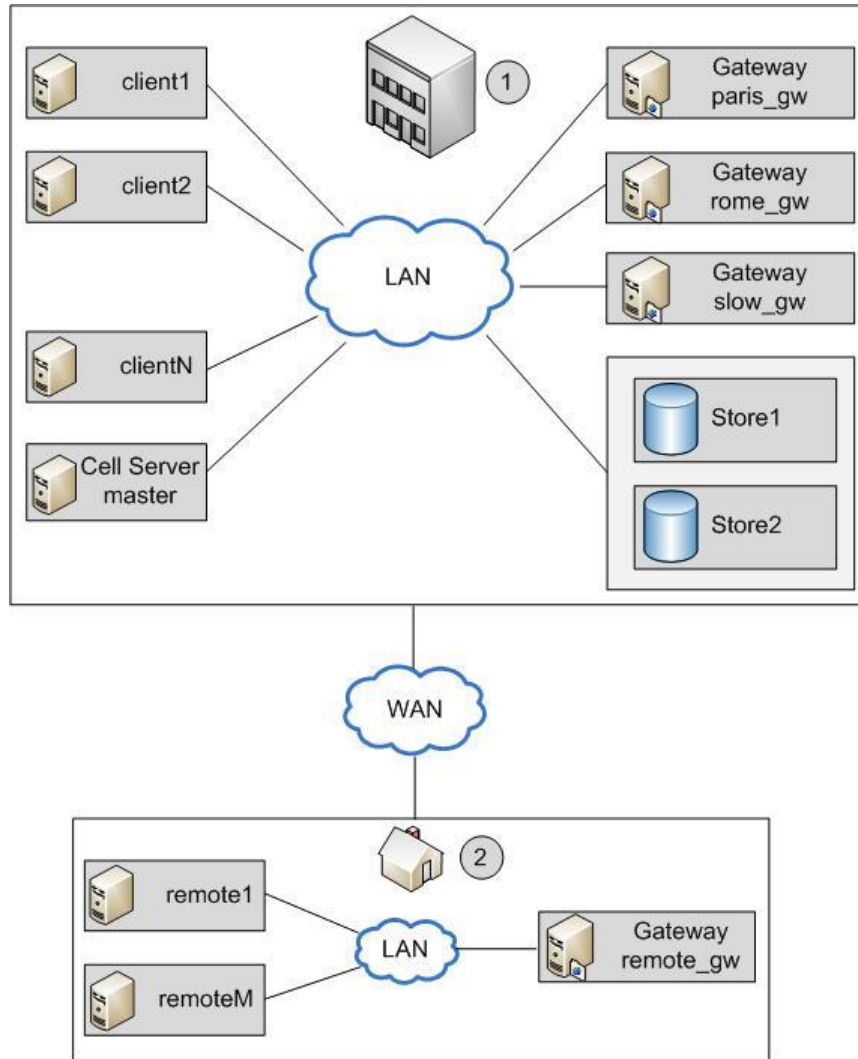 client1
client2
clientN
Cell Server
master
1
LAN
Gateway
paris_gw
Gateway
rome_gw
Gateway
slow_gw
Store1
Store2
WAN
2
remote1
remoteM
LAN
Gateway
remote_gw